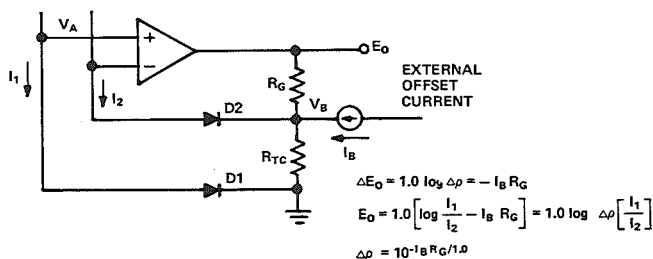 V_A
+
−
E_O
I_1
I_2
R_G
EXTERNAL
OFFSET
CURRENT
D2
V_B
I_B
R_TC
D1
ΔE_O = 1.0 log Δρ = − I_B R_G
E_O = 1.0 [log I_1/I_2 − I_B R_G] = 1.0 log Δρ [I_1/I_2]
Δρ = 10^{-I_B R_G/1.0}